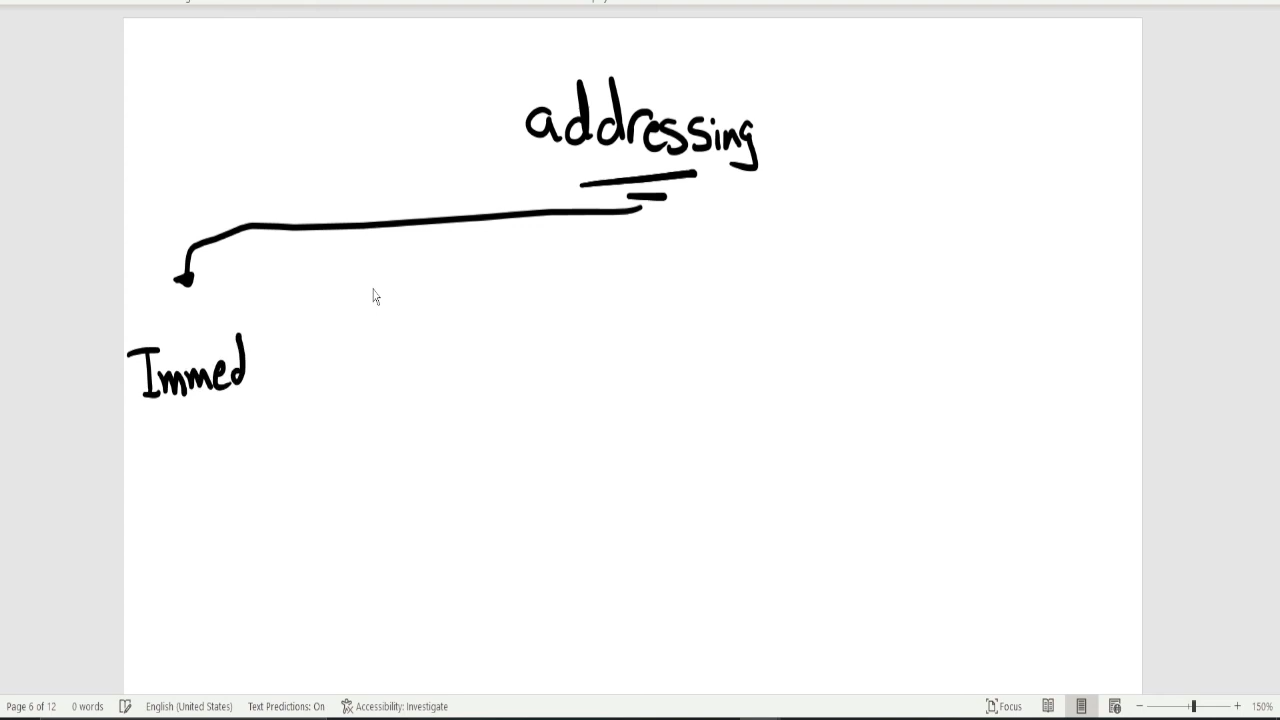 addressing
Immed
Page 6 of 12 0 words English (United States) Text Predictions: On Accessibility: Investigate Focus 150%